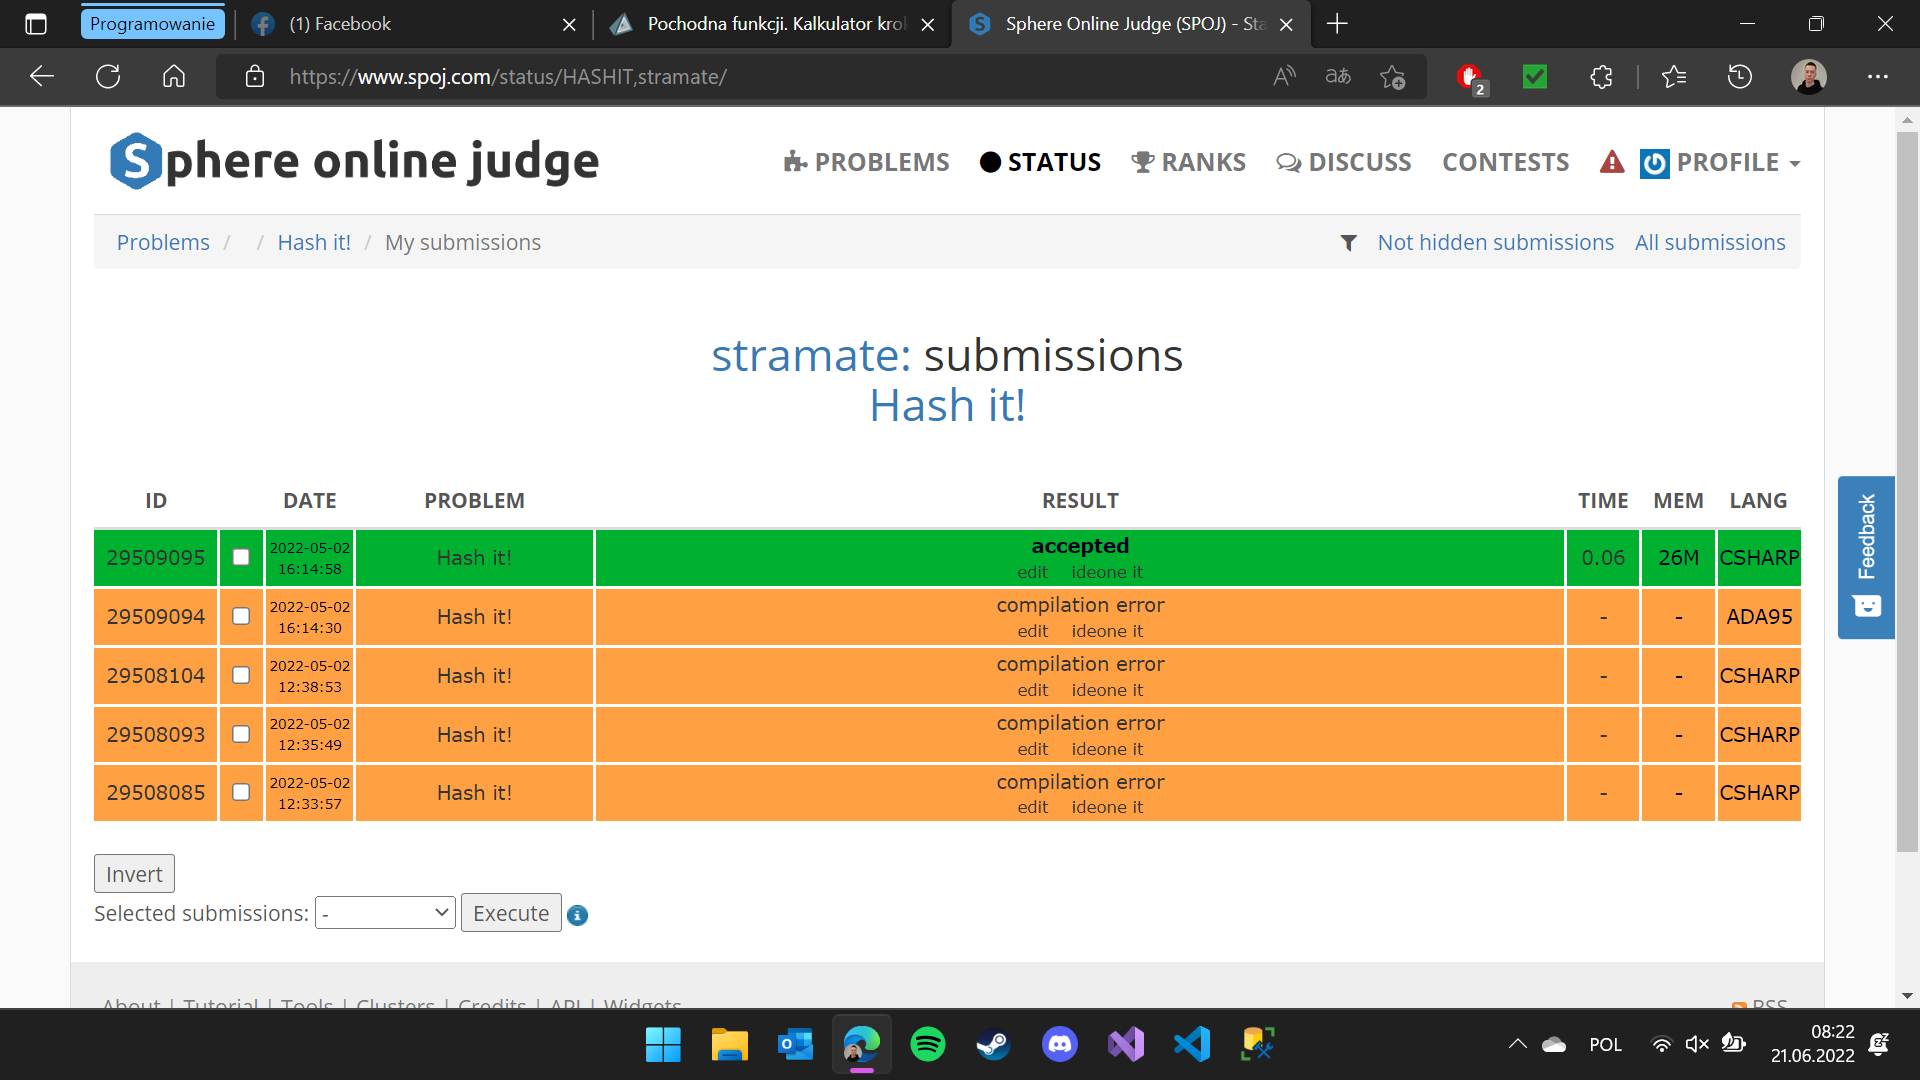 Programowanie
(1) Facebook
Pochodna funkcji. Kalkulator kro
Sphere Online Judge (SPOJ) - Sta
https://www.spoj.com/status/HASHIT,stramate/
2
Sphere online judge
PROBLEMS STATUS RANKS DISCUSS CONTESTS PROFILE
Problems / / Hash it! / My submissions
Not hidden submissions All submissions
stramate: submissions
Hash it!
ID DATE PROBLEM RESULT TIME MEM LANG
29509095 2022-05-02 16:14:58 Hash it! accepted edit ideone it 0.06 26M CSHARP
29509094 2022-05-02 16:14:30 Hash it! compilation error edit ideone it - - ADA95
29508104 2022-05-02 12:38:53 Hash it! compilation error edit ideone it - - CSHARP
29508093 2022-05-02 12:35:49 Hash it! compilation error edit ideone it - - CSHARP
29508085 2022-05-02 12:33:57 Hash it! compilation error edit ideone it - - CSHARP
Feedback
Invert
Selected submissions: - Execute
About | Tutorial | Tools | Clusters | Credits | API | Widgets
RSS
POL
08:22
21.06.2022